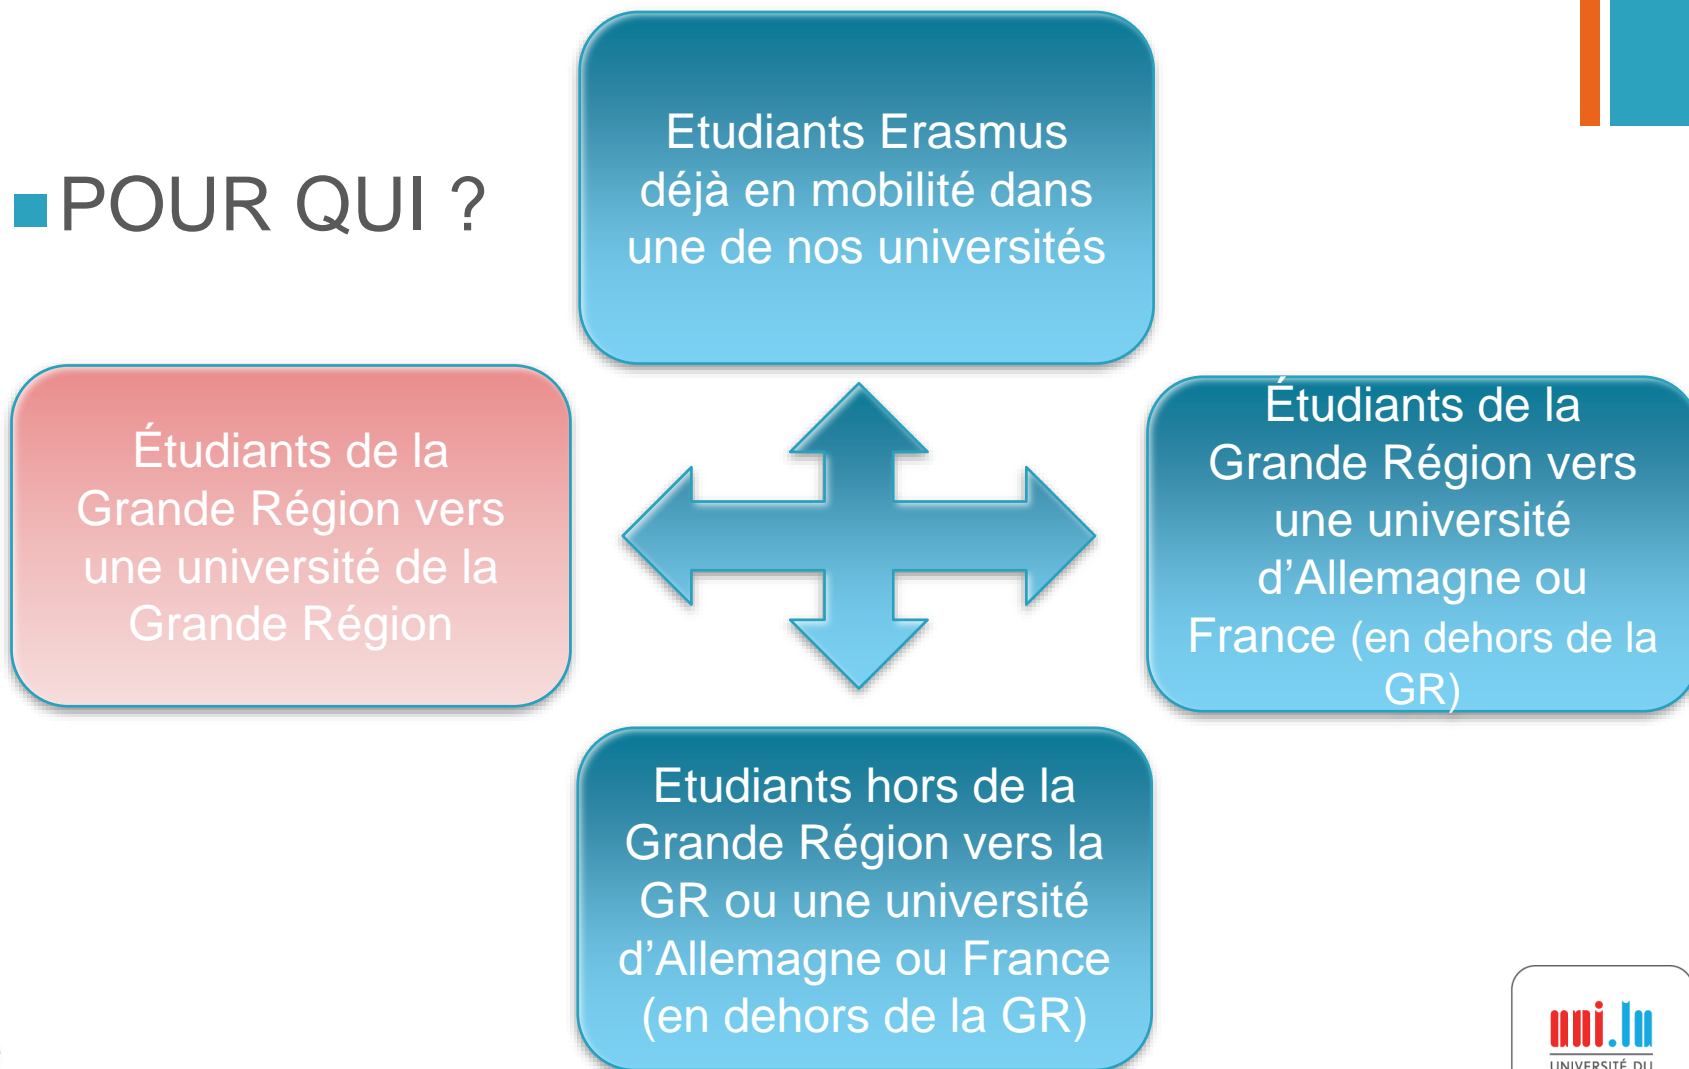 POUR QUI ?
Etudiants Erasmus
déjà en mobilité dans
une de nos universités
Étudiants de la
Grande Région vers
une université de la
Grande Région
Étudiants de la
Grande Région vers
une université
d’Allemagne ou
France (en dehors de la
GR)
Etudiants hors de la
Grande Région vers la
GR ou une université
d’Allemagne ou France
(en dehors de la GR)
uni.lu
UNIVERSITÉ DU